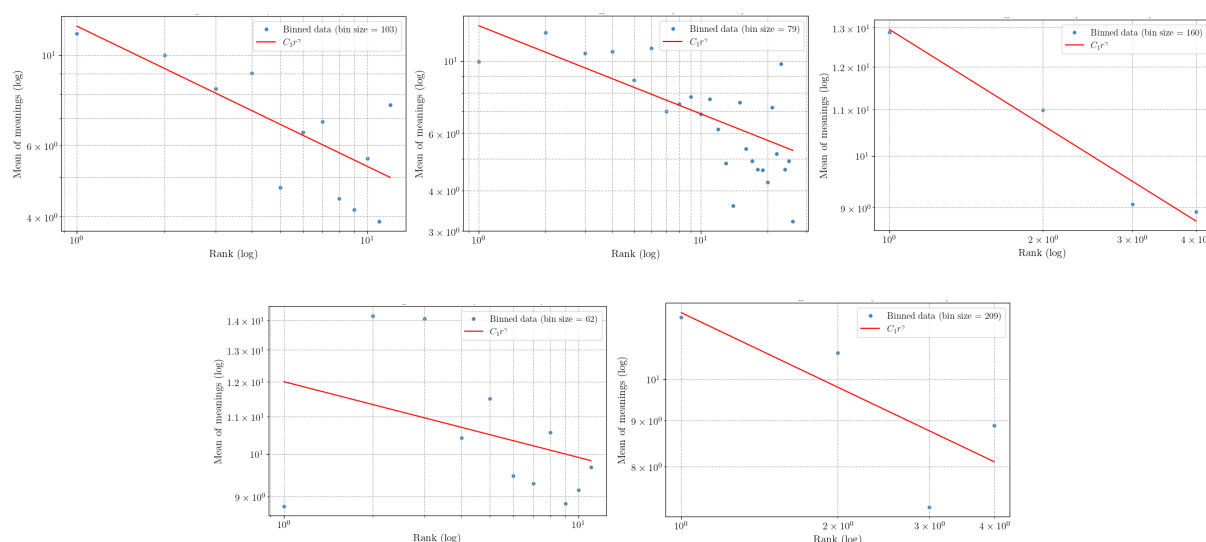 Binned data (bin size = 103)
C₁r^γ
10¹
6 × 10⁰
4 × 10⁰
Mean of meanings (log)
10⁰
10¹
Rank (log)
Binned data (bin size = 79)
C₁r^γ
10¹
6 × 10⁰
4 × 10⁰
3 × 10⁰
Mean of meanings (log)
10⁰
10¹
Rank (log)
Binned data (bin size = 160)
C₁r^γ
1.3 × 10¹
1.2 × 10¹
1.1 × 10¹
10¹
9 × 10⁰
Mean of meanings (log)
10⁰
2 × 10⁰
3 × 10⁰
4 × 10⁰
Rank (log)
Binned data (bin size = 62)
C₁r^γ
1.4 × 10¹
1.3 × 10¹
1.2 × 10¹
1.1 × 10¹
10¹
9 × 10⁰
Mean of meanings (log)
10⁰
10¹
Rank (log)
Binned data (bin size = 209)
C₁r^γ
10¹
9 × 10⁰
8 × 10⁰
Mean of meanings (log)
10⁰
2 × 10⁰
3 × 10⁰
4 × 10⁰
Rank (log)